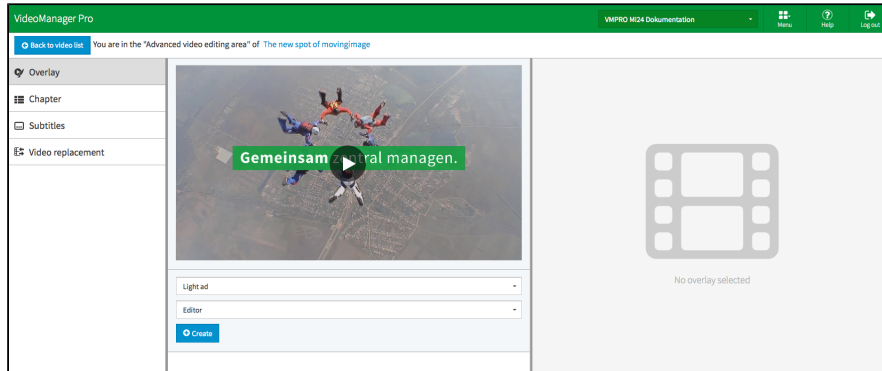 VideoManager Pro
VMPRO MI24 Dokumentation
Menu
Help
Log out
Back to video list
You are in the "Advanced video editing area" of The new spot of movingimage
Overlay
Chapter
Subtitles
Video replacement
Gemeinsam zentral managen.
Light ad
Editor
Create
No overlay selected